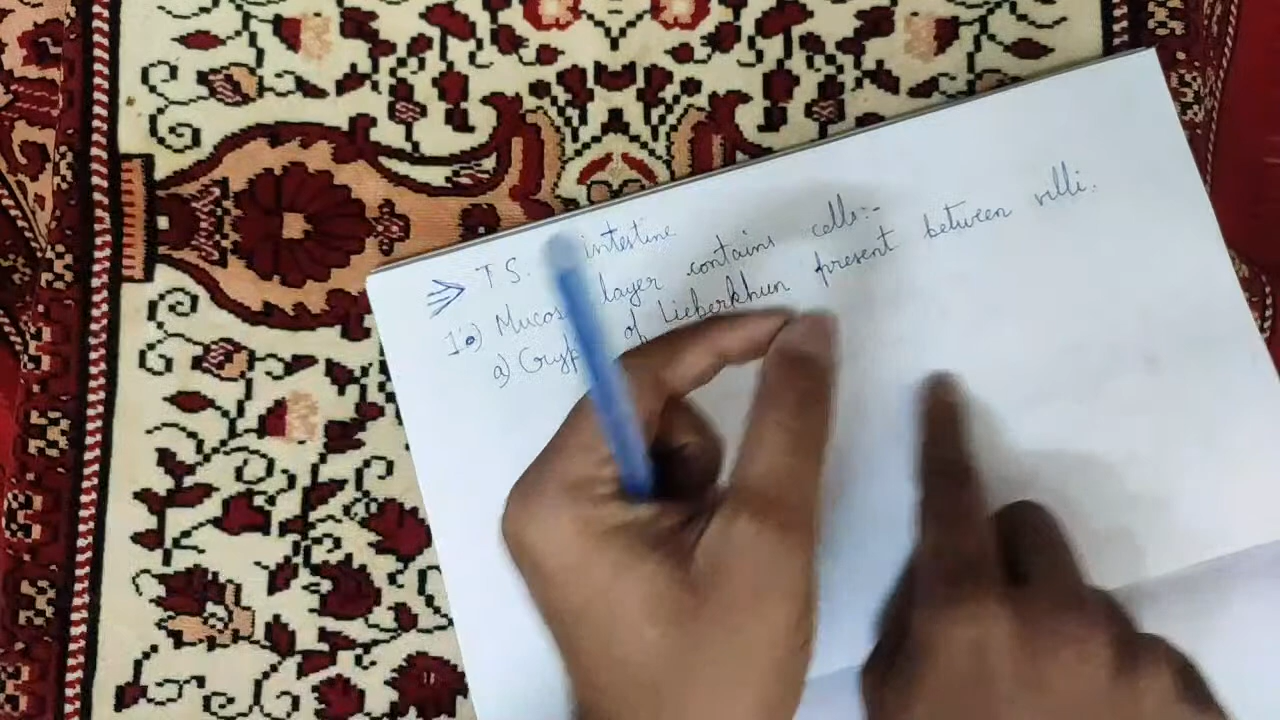 T S. intestine
1) Mucos layer contains cells:-
a) Cryp of Lieberkhun present between villi.